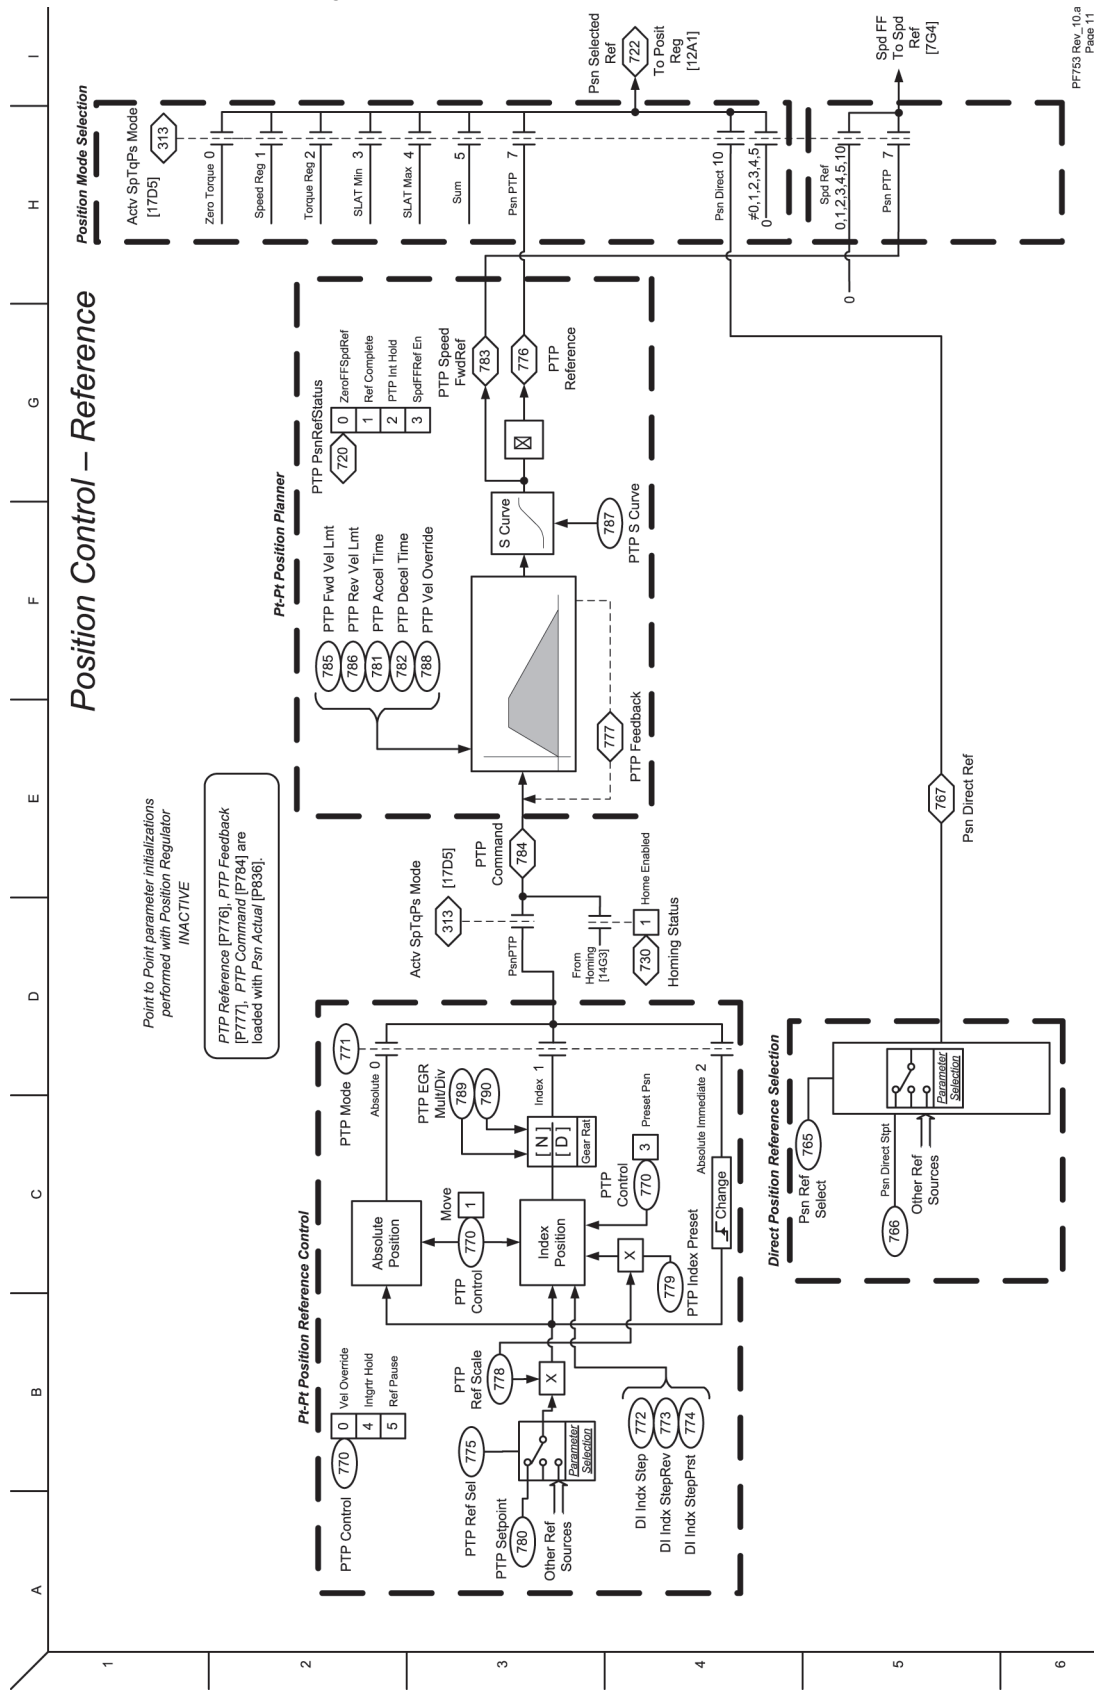 A
B
C
D
E
F
G
H
I
1
2
3
4
5
6
Position Control – Reference
Point to Point parameter initializations
performed with Position Regulator
INACTIVE
PTP Reference [P776], PTP Feedback
[P777], PTP Command [P784] are
loaded with Psn Actual [P836].
Pt-Pt Position Reference Control
PTP Control
770
0
Vel Override
4
Intgrtr Hold
5
Ref Pause
PTP Ref Sel
775
PTP Setpoint
780
Other Ref
Sources
Parameter
Selection
PTP
Ref Scale
778
X
DI Indx Step
772
DI Indx StepRev
773
DI Indx StepPrst
774
Absolute
Position
PTP
Control
770
Move
1
Index
Position
X
779
PTP Index Preset
PTP
Control
770
3
Preset Psn
PTP EGR
Mult/Div
789
790
[ N ]
[ D ]
Gear Rat
Change
PTP Mode
771
Absolute 0
Index 1
Absolute Immediate 2
Actv SpTqPs Mode
313
[17D5]
PsnPTP
From
Homing
[14G3]
730
1
Home Enabled
Homing Status
PTP
Command
784
Pt-Pt Position Planner
785
PTP Fwd Vel Lmt
786
PTP Rev Vel Lmt
781
PTP Accel Time
782
PTP Decel Time
788
PTP Vel Override
777
PTP Feedback
S Curve
787
PTP S Curve
PTP PsnRefStatus
720
0
ZeroFFSpdRef
1
Ref Complete
2
PTP Int Hold
3
SpdFFRef En
PTP Speed
FwdRef
783
776
PTP
Reference
Position Mode Selection
Actv SpTqPs Mode
[17D5]
313
Zero Torque 0
Speed Reg 1
Torque Reg 2
SLAT Min 3
SLAT Max 4
Sum 5
Psn PTP 7
Psn Direct 10
≠0,1,2,3,4,5
0
Spd Ref
0,1,2,3,4,5,10
0
Psn PTP 7
Psn Selected
Ref
722
To Posit
Reg
[12A1]
Spd FF
To Spd
Ref
[7G4]
Direct Position Reference Selection
Psn Ref
Select
765
Psn Direct Stpt
766
Other Ref
Sources
Parameter
Selection
767
Psn Direct Ref
PF753 Rev_10.a
Page 11